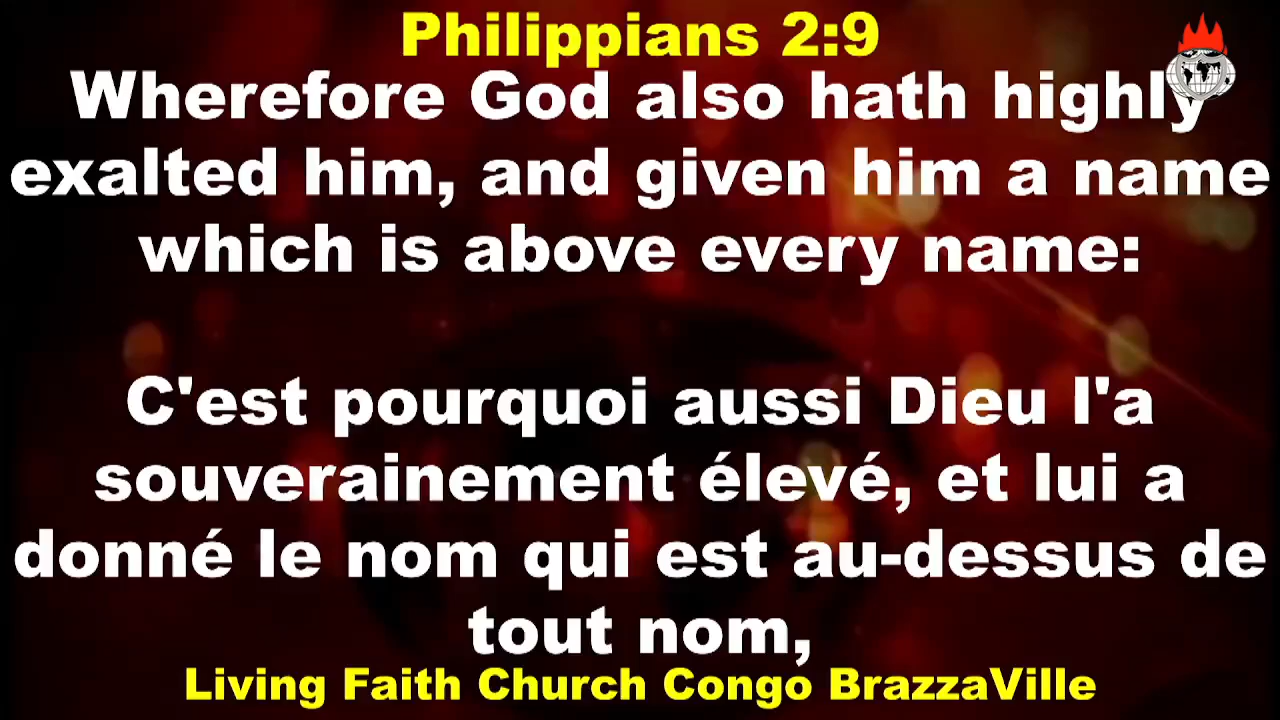 Philippians 2:9
Wherefore God also hath highly
exalted him, and given him a name
which is above every name:
C'est pourquoi aussi Dieu l'a
souverainement élevé, et lui a
donné le nom qui est au-dessus de
tout nom,
Living Faith Church Congo BrazzaVille